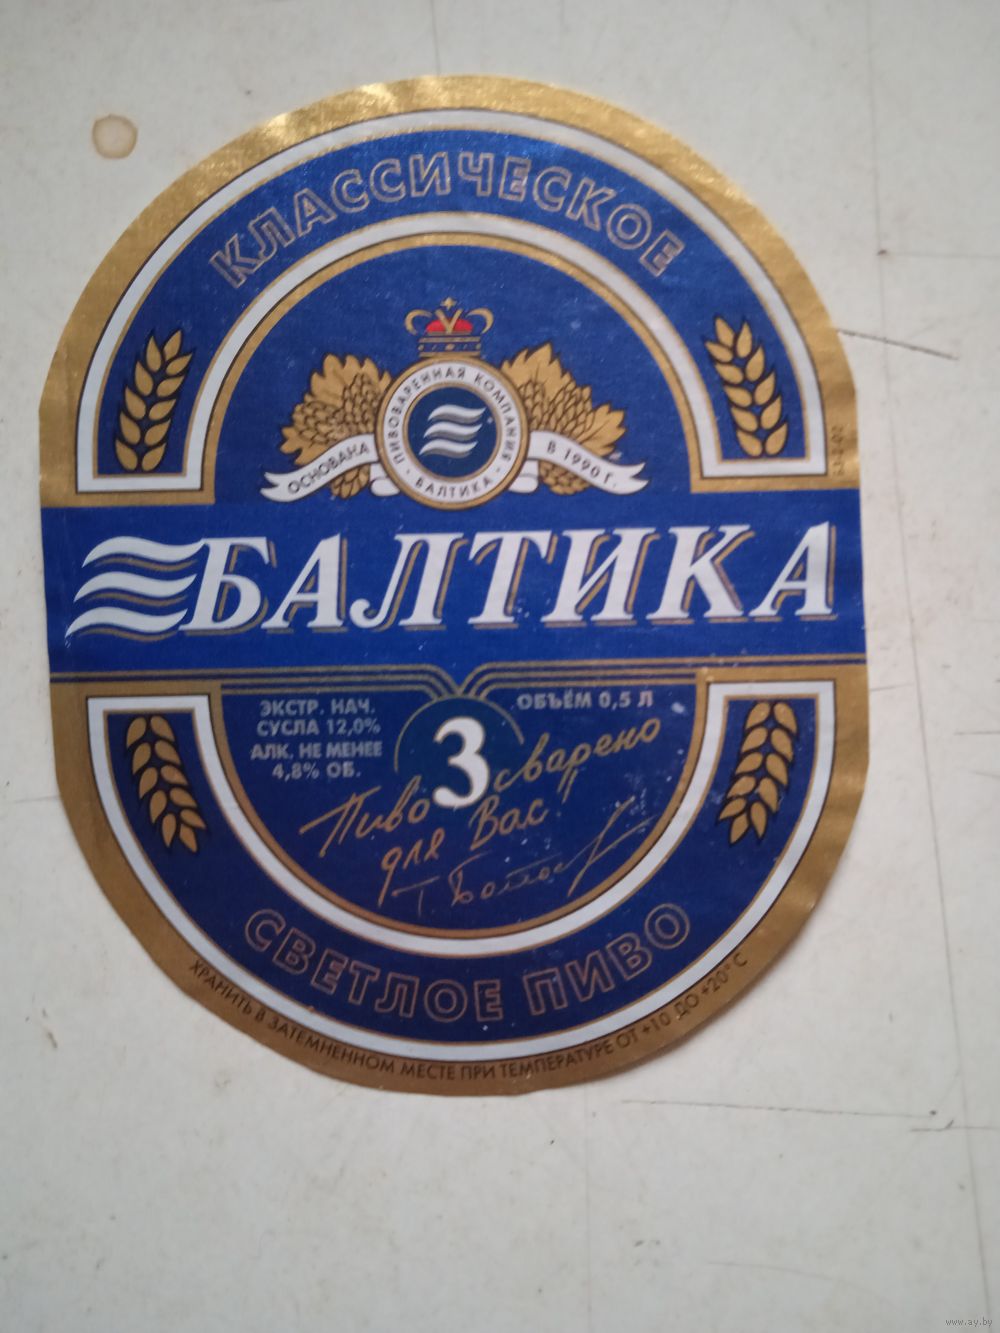 КЛАССИЧЕСКОЕ
ПИВОВАРЕННАЯ КОМПАНИЯ
БАЛТИКА
ОСНОВАНА
В 1990 Г.
БАЛТИКА
ЭКСТР. НАЧ.
СУСЛА 12,0%
АЛК. НЕ МЕНЕЕ
4,8% ОБ.
ОБЪЁМ 0,5 Л
3
Пиво сварено
для Вас
СВЕТЛОЕ ПИВО
ХРАНИТЬ В ЗАТЕМНЕННОМ МЕСТЕ ПРИ ТЕМПЕРАТУРЕ ОТ +10 ДО +20°С
www.ay.by